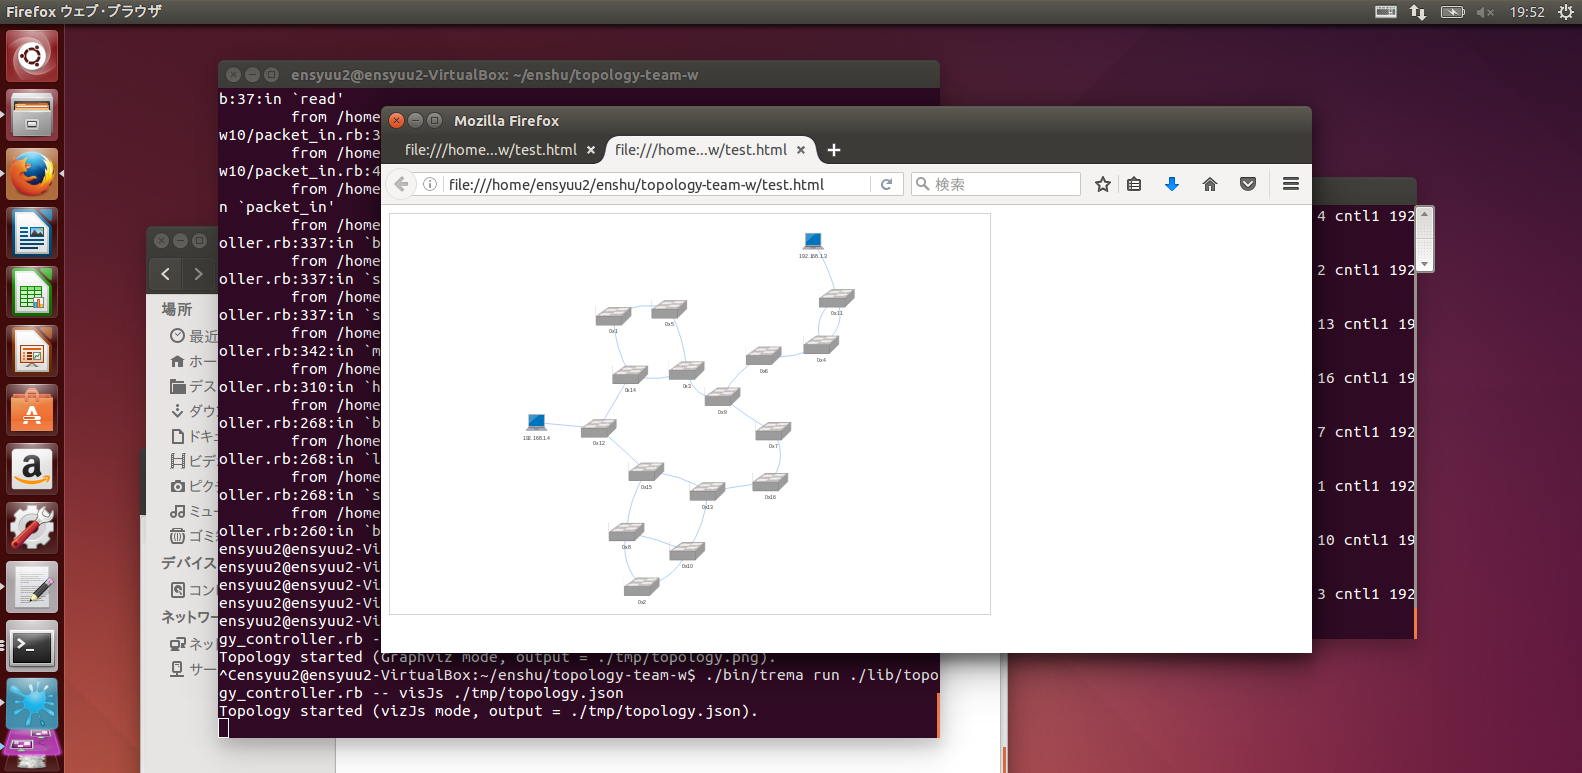 Firefox ウェブ・ブラウザ
19:52
ensyuu2@ensyuu2-VirtualBox: ~/enshu/topology-team-w
b:37:in `read'
from /home
w10/packet_in.rb:3
from /home
w10/packet_in.rb:4
from /home
n `packet_in'
from /home
oller.rb:337:in `b
from /home
oller.rb:337:in `s
from /home
oller.rb:337:in `s
from /home
oller.rb:342:in `m
from /home
oller.rb:310:in `h
from /home
oller.rb:268:in `b
from /home
oller.rb:268:in `l
from /home
oller.rb:268:in `s
from /home
oller.rb:260:in `b
ensyuu2@ensyuu2-Vi
ensyuu2@ensyuu2-Vi
ensyuu2@ensyuu2-Vi
ensyuu2@ensyuu2-Vi
ensyuu2@ensyuu2-Vi
gy_controller.rb -
Topology started (Graphviz mode, output = ./tmp/topology.png).
^Censyuu2@ensyuu2-VirtualBox:~/enshu/topology-team-w$ ./bin/trema run ./lib/topo
gy_controller.rb -- visJs ./tmp/topology.json
Topology started (vizJs mode, output = ./tmp/topology.json).
Mozilla Firefox
file:///home...w/test.html
file:///home...w/test.html
file:///home/ensyuu2/enshu/topology-team-w/test.html
検索
192.168.1.3
0x11
0x1
0x5
0x4
0x6
0x14
0x3
0x9
192.168.1.4
0x12
0x7
0x15
0x13
0x16
0x8
0x10
0x2
場所
最近
ホー
デス
ダウン
ドキュ
ビデ
ピク
ミュー
ゴミ
デバイス
コン
ネットワー
ネッ
サー
4 cntl1 192
2 cntl1 192
13 cntl1 19
16 cntl1 19
7 cntl1 192
1 cntl1 192
10 cntl1 19
3 cntl1 192